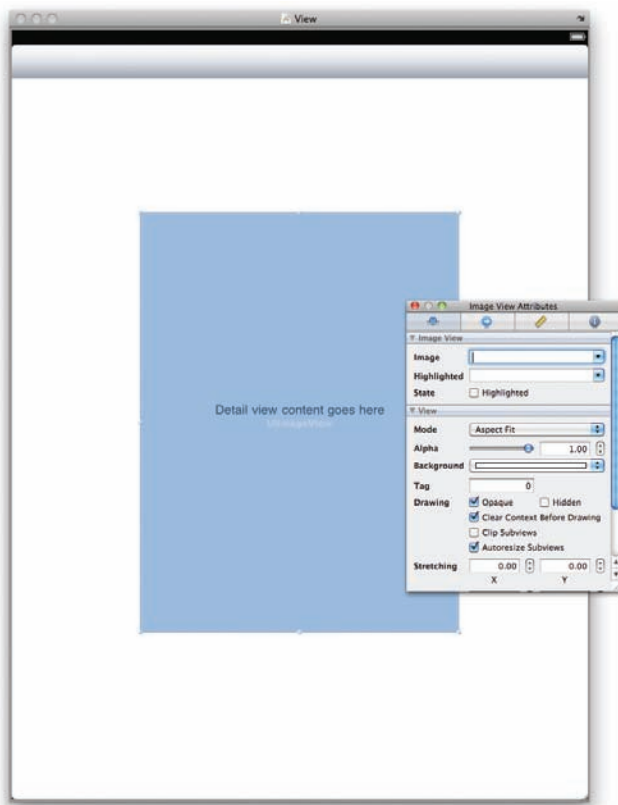 View
Detail view content goes here
UIImageView
Image View Attributes
Image View
Image
Highlighted
State Highlighted
View
Mode Aspect Fit
Alpha 1.00
Background
Tag 0
Drawing Opaque Hidden
Clear Context Before Drawing
Clip Subviews
Autoresize Subviews
Stretching 0.00 0.00
X Y